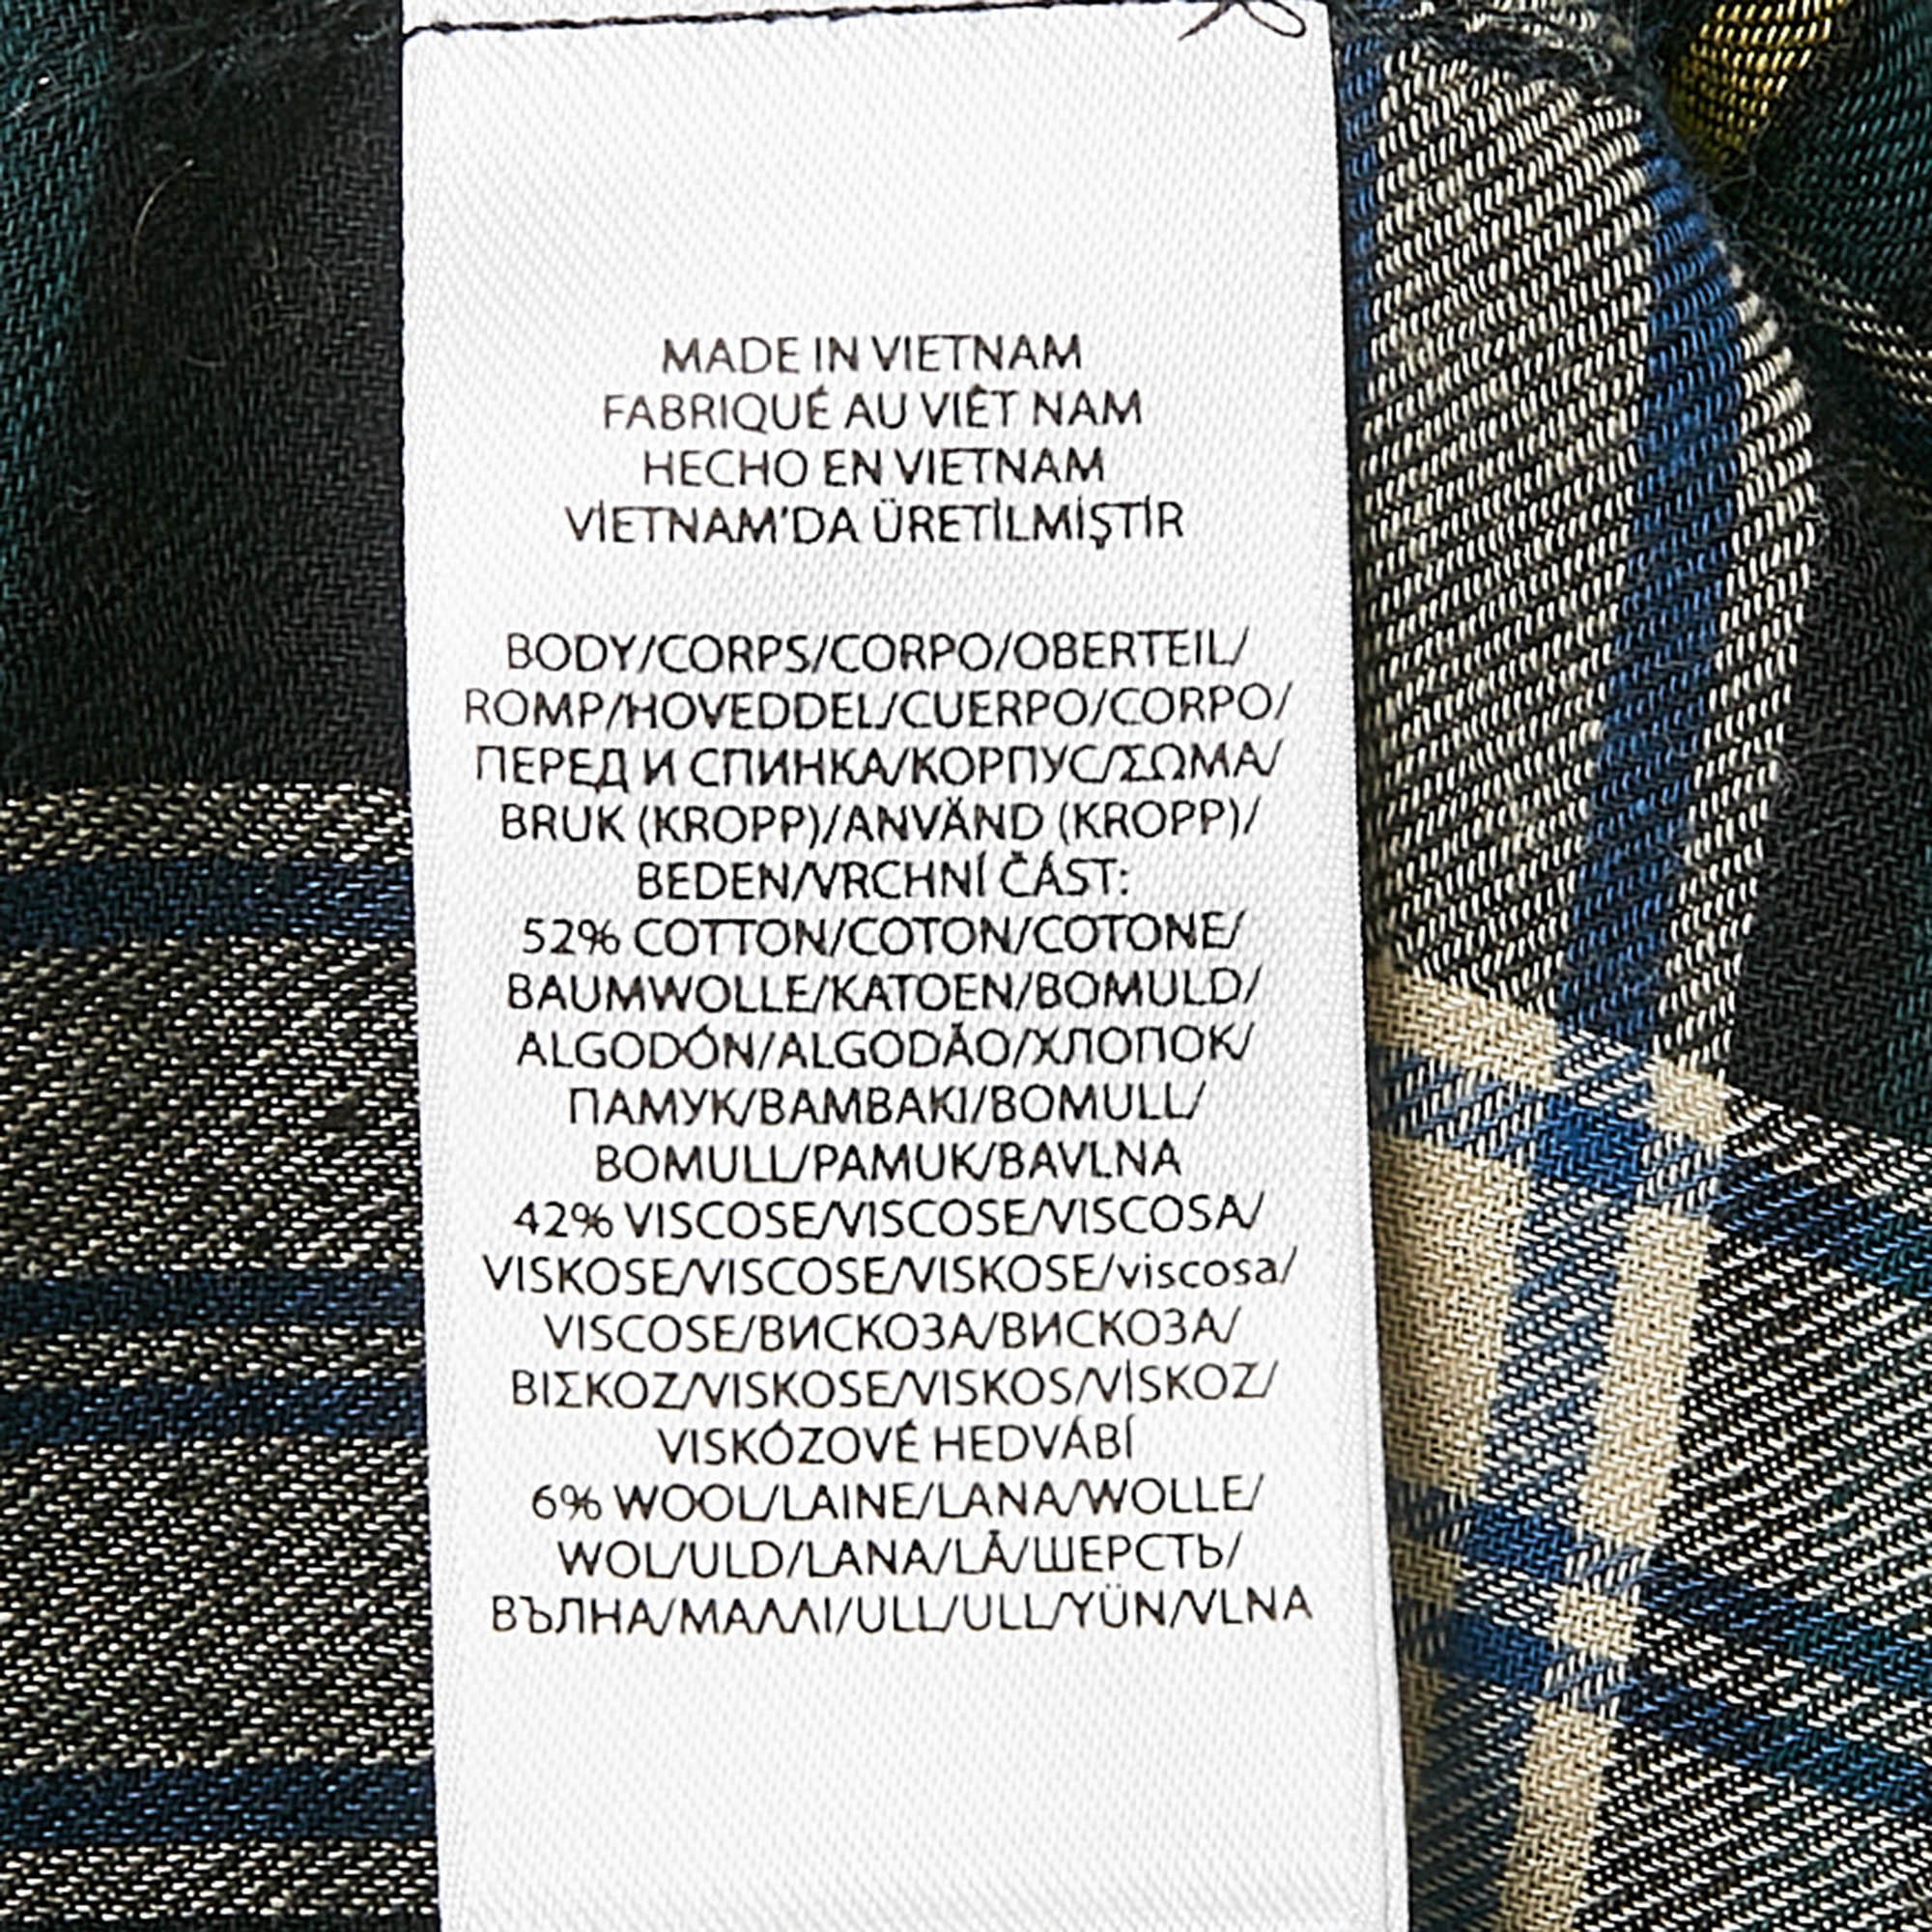 MADE IN VIETNAM
FABRIQUÉ AU VIÊT NAM
HECHO EN VIETNAM
VİETNAM'DA ÜRETİLMİŞTİR
BODY/CORPS/CORPO/OBERTEIL/
ROMP/HOVEDDEL/CUERPO/CORPO/
ПЕРЕД И СПИНКА/КОРПУС/ΣΩΜΑ/
BRUK (KROPP)/ANVÄND (KROPP)/
BEDEN/VRCHNÍ ČÁST:
52% COTTON/COTON/COTONE/
BAUMWOLLE/KATOEN/BOMULD/
ALGODÓN/ALGODÃO/ХЛОПОК/
ПАМУК/BAMBAKI/BOMULL/
BOMULL/PAMUK/BAVLNA
42% VISCOSE/VISCOSE/VISCOSA/
VISKOSE/VISCOSE/VISKOSE/viscosa/
VISCOSE/ВИСКОЗА/ВИСКОЗА/
ΒΙΣΚΟΖ/VISKOSE/VISKOS/VİSKOZ/
VISKÓZOVÉ HEDVÁBÍ
6% WOOL/LAINE/LANA/WOLLE/
WOL/ULD/LANA/LÃ/ШЕРСТЬ/
ВЪЛНА/ΜΑΛΛΙ/ULL/ULL/YÜN/VLNA